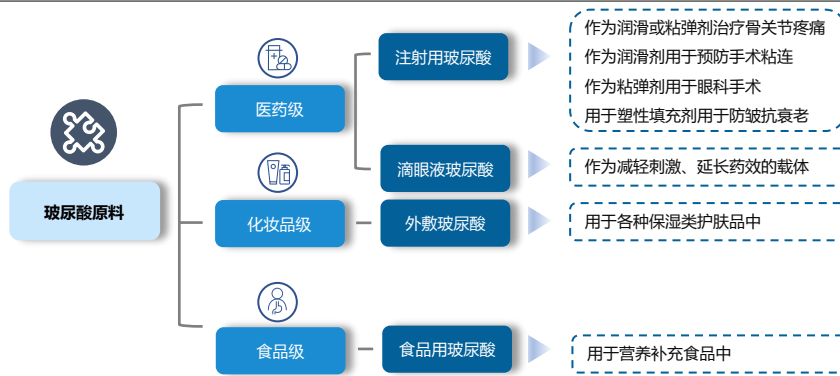 玻尿酸原料
医药级
注射用玻尿酸
作为润滑或粘弹剂治疗骨关节疼痛
作为润滑剂用于预防手术粘连
作为粘弹剂用于眼科手术
用于塑性填充剂用于防皱抗衰老
滴眼液玻尿酸
作为减轻刺激、延长药效的载体
化妆品级
外敷玻尿酸
用于各种保湿类护肤品中
食品级
食品用玻尿酸
用于营养补充食品中